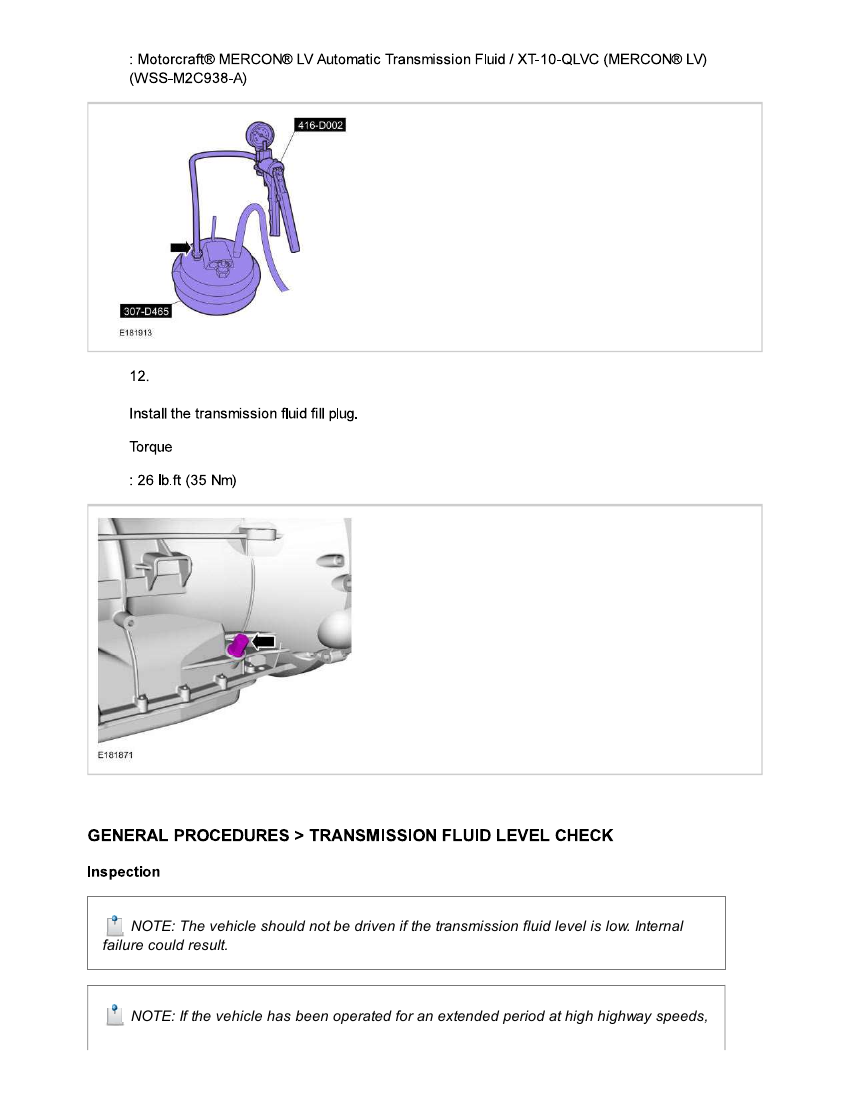 : Motorcraft® MERCON® LV Automatic Transmission Fluid / XT-10-QLVC (MERCON® LV)
(WSS-M2C938-A)
416-D002
307-D465
E181913
12.
Install the transmission fluid fill plug.
Torque
: 26 lb.ft (35 Nm)
E181871
GENERAL PROCEDURES > TRANSMISSION FLUID LEVEL CHECK
Inspection
NOTE: The vehicle should not be driven if the transmission fluid level is low. Internal
failure could result.
NOTE: If the vehicle has been operated for an extended period at high highway speeds,